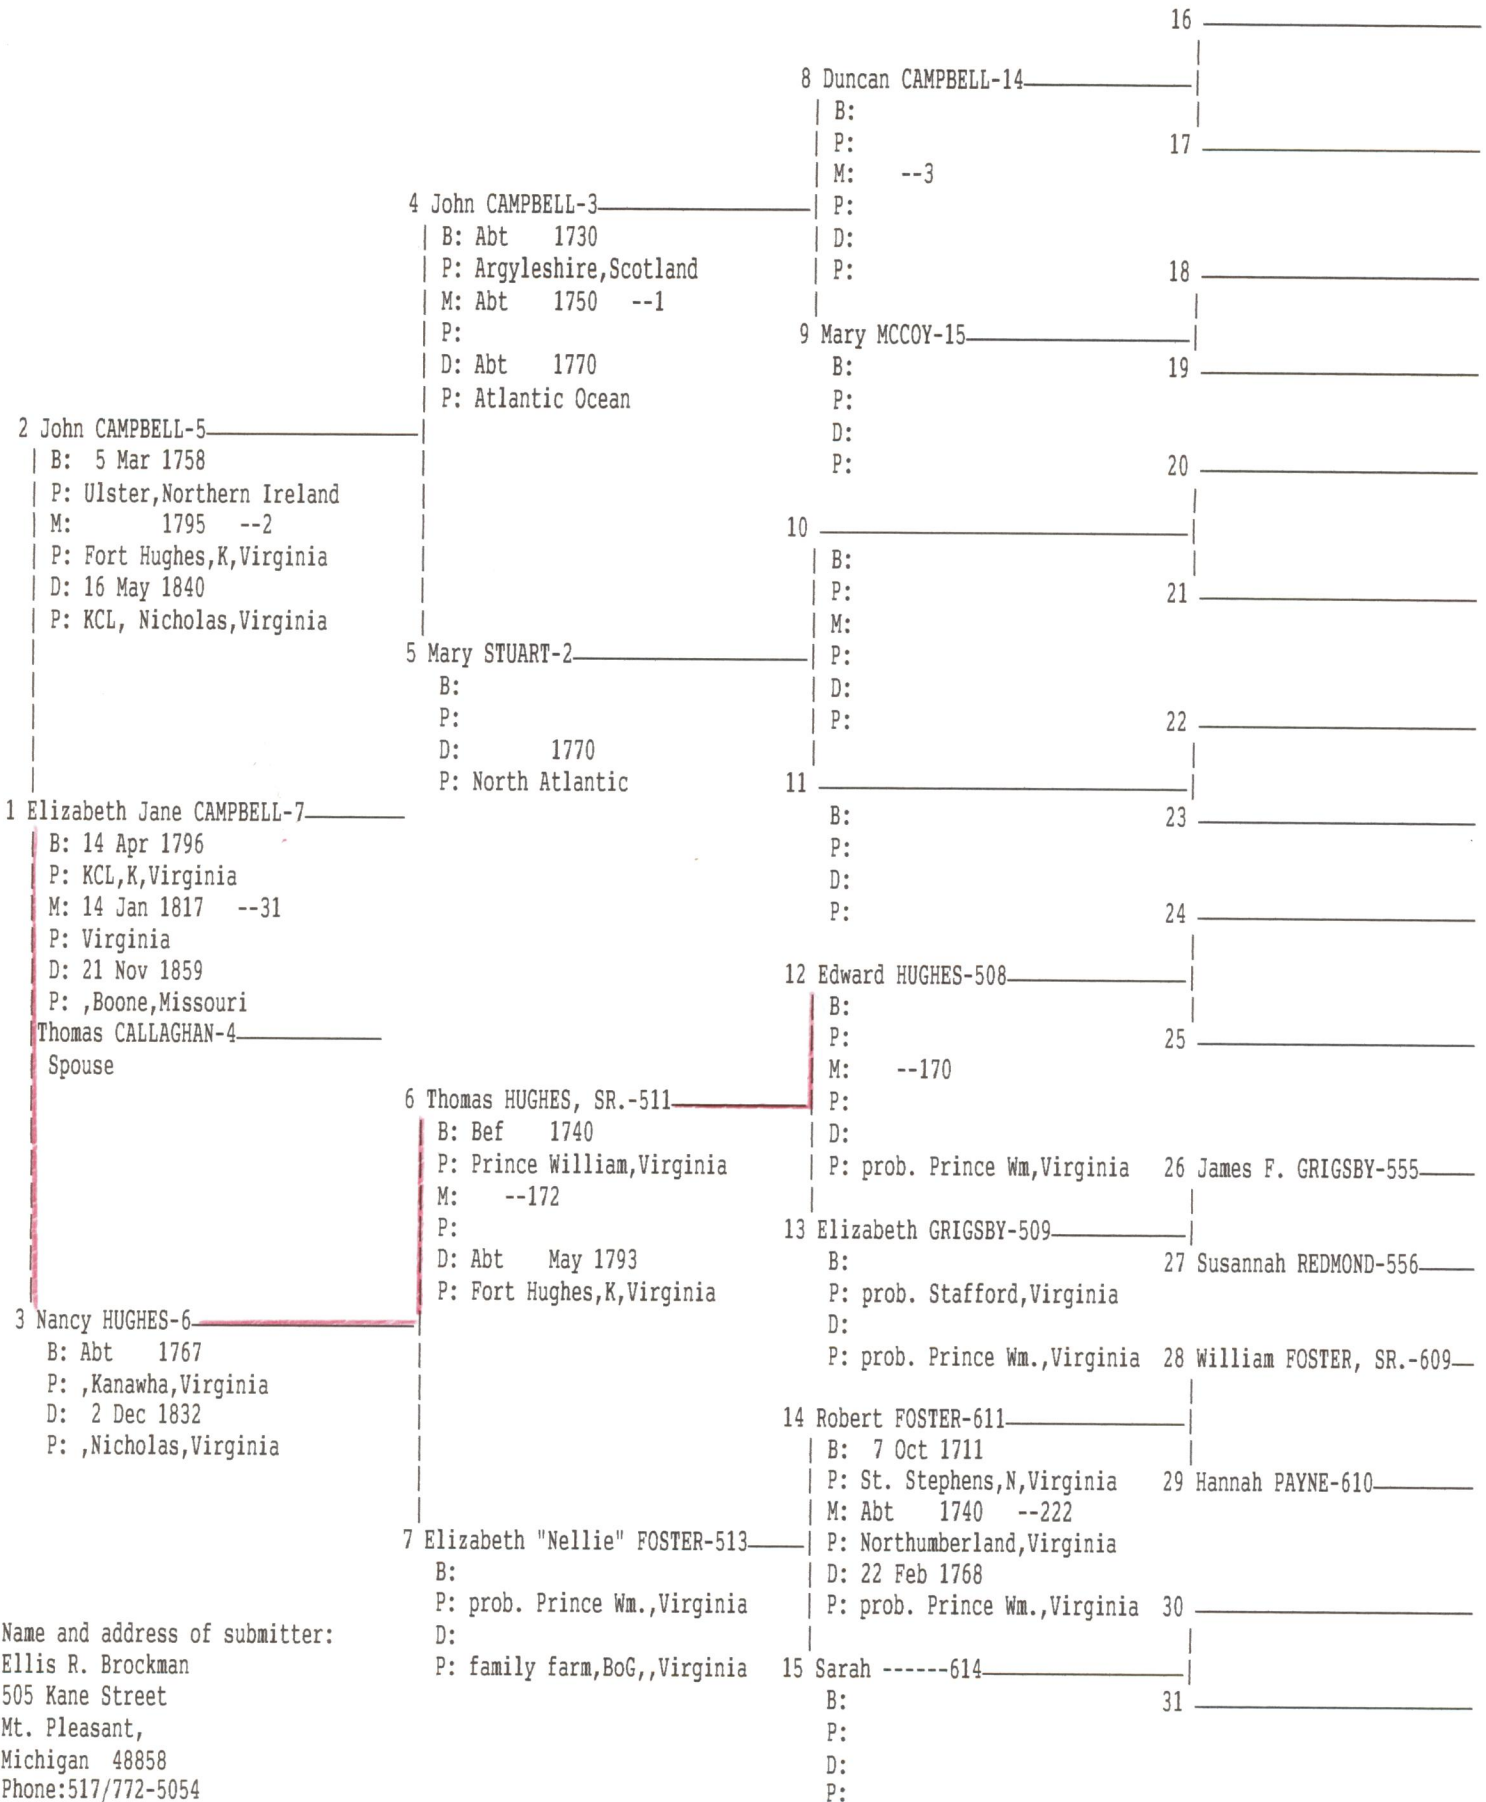 16
8 Duncan CAMPBELL-14
B:
P:
17
M: --3
4 John CAMPBELL-3
P:
B: Abt 1730
D:
P: Argyleshire,Scotland
P:
18
M: Abt 1750 --1
P:
9 Mary MCCOY-15
D: Abt 1770
B:
19
P: Atlantic Ocean
P:
2 John CAMPBELL-5
D:
B: 5 Mar 1758
P:
20
P: Ulster,Northern Ireland
M: 1795 --2
10
P: Fort Hughes,K,Virginia
B:
D: 16 May 1840
P:
21
P: KCL, Nicholas,Virginia
M:
5 Mary STUART-2
P:
B:
D:
P:
P:
22
D: 1770
P: North Atlantic
11
1 Elizabeth Jane CAMPBELL-7
B:
23
B: 14 Apr 1796
P:
P: KCL,K,Virginia
D:
M: 14 Jan 1817 --31
P:
24
P: Virginia
D: 21 Nov 1859
12 Edward HUGHES-508
P: ,Boone,Missouri
B:
Thomas CALLAGHAN-4
P:
25
Spouse
M: --170
6 Thomas HUGHES, SR.-511
P:
B: Bef 1740
D:
P: Prince William,Virginia
P: prob. Prince Wm,Virginia
26 James F. GRIGSBY-555
M: --172
P:
13 Elizabeth GRIGSBY-509
D: Abt May 1793
B:
27 Susannah REDMOND-556
P: Fort Hughes,K,Virginia
P: prob. Stafford,Virginia
3 Nancy HUGHES-6
D:
B: Abt 1767
P: prob. Prince Wm.,Virginia
28 William FOSTER, SR.-609
P: ,Kanawha,Virginia
D: 2 Dec 1832
14 Robert FOSTER-611
P: ,Nicholas,Virginia
B: 7 Oct 1711
P: St. Stephens,N,Virginia
29 Hannah PAYNE-610
M: Abt 1740 --222
7 Elizabeth "Nellie" FOSTER-513
P: Northumberland,Virginia
B:
D: 22 Feb 1768
P: prob. Prince Wm.,Virginia
P: prob. Prince Wm.,Virginia
30
D:
P: family farm,BoG,,Virginia
15 Sarah ------614
B:
31
P:
D:
P:
Name and address of submitter:
Ellis R. Brockman
505 Kane Street
Mt. Pleasant,
Michigan 48858
Phone:517/772-5054